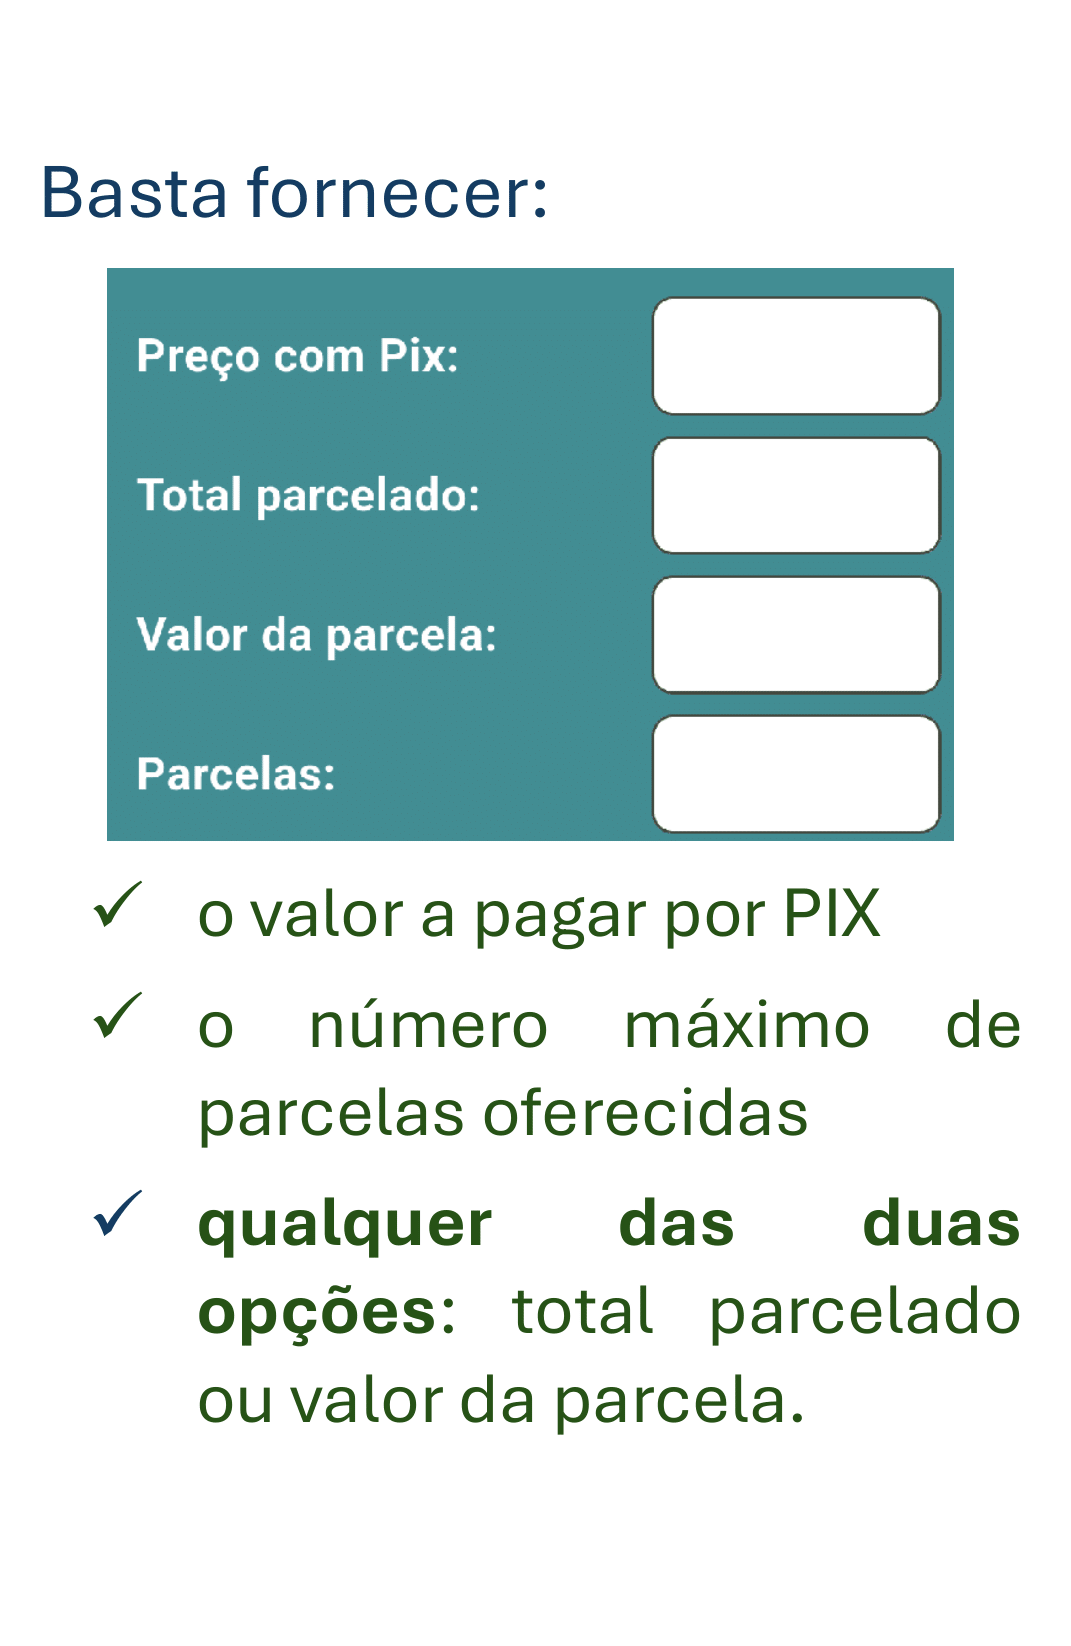 Basta fornecer:
Preço com Pix:
Total parcelado:
Valor da parcela:
Parcelas:
✓ o valor a pagar por PIX
✓ o número máximo de
parcelas oferecidas
✓ qualquer das duas
opções: total parcelado
ou valor da parcela.